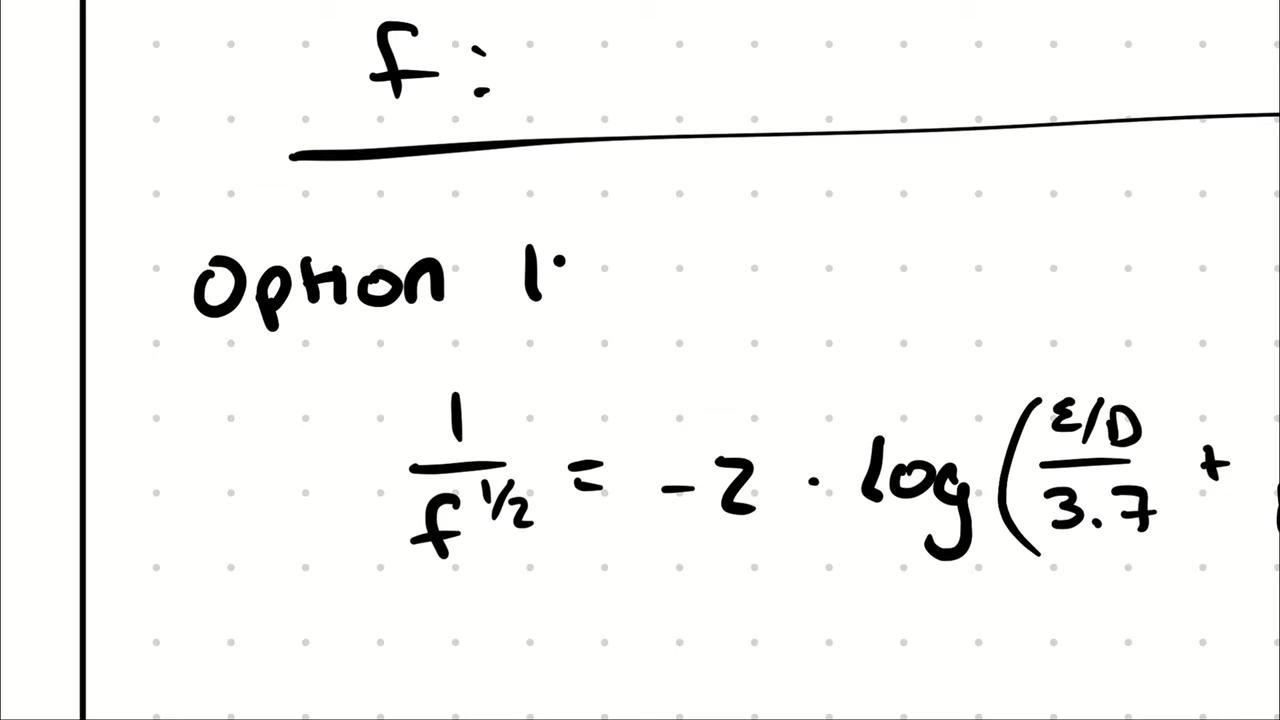 f:
Option 1.
1/f^1/2 = -2 · log( (ε/D)/3.7 +